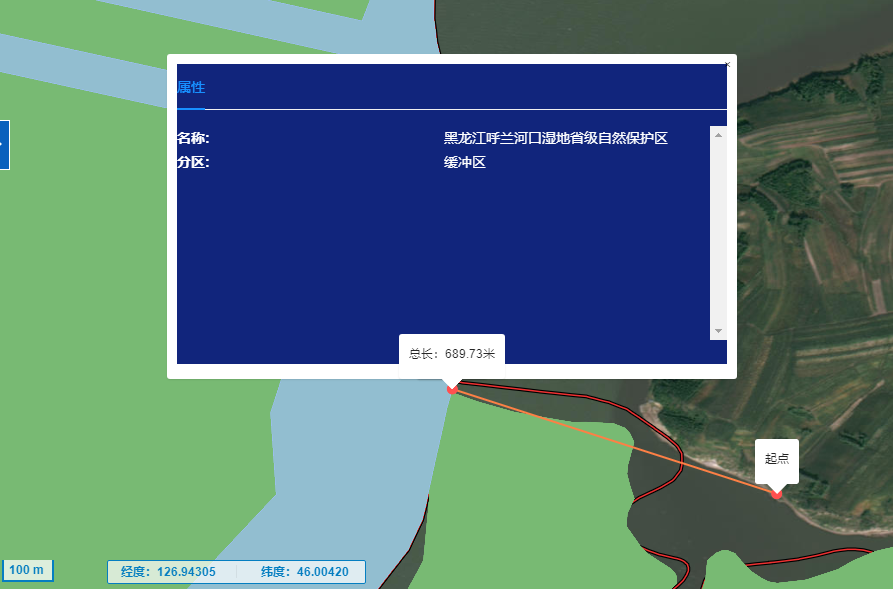 属性
×
名称:
黑龙江呼兰河口湿地省级自然保护区
分区:
缓冲区
总长：689.73米
起点
100 m
经度：126.94305
纬度：46.00420